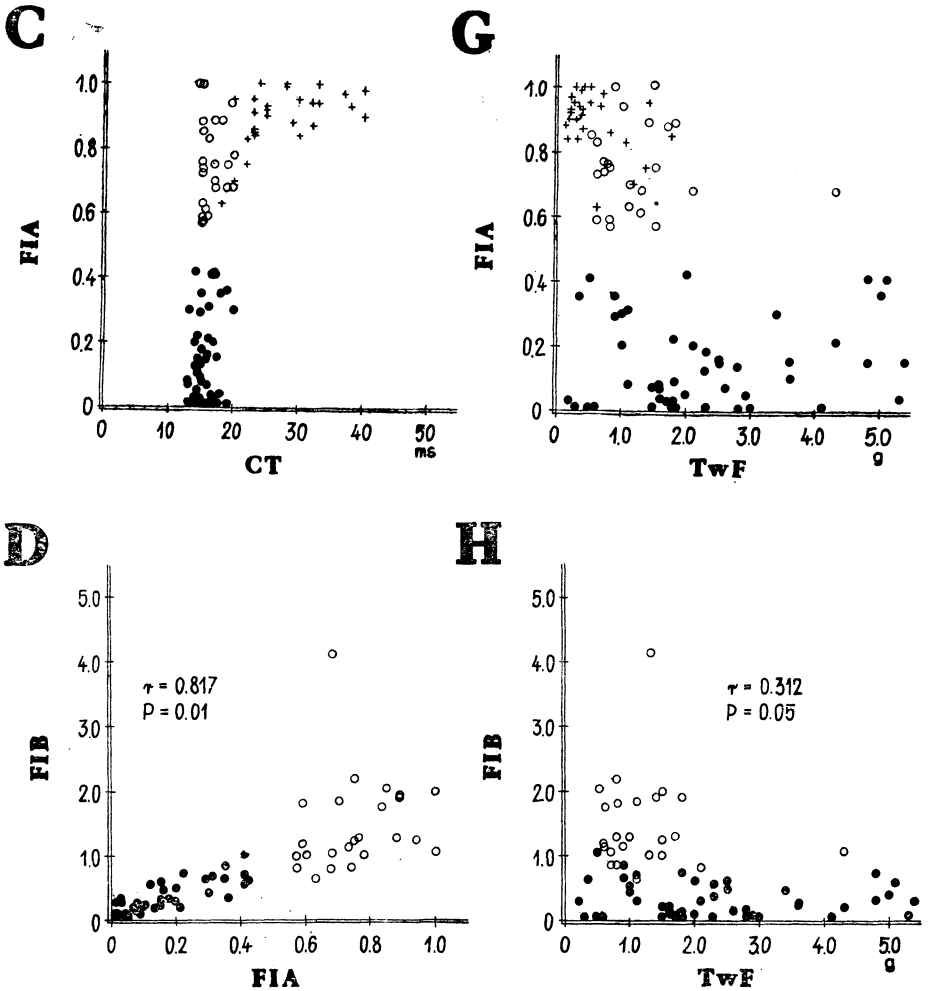 C
FIA
1.0
0.8
0.6
0.4
0.2
0
0 10 20 30 40 50
ms
CT
G
FIA
1.0
0.8
0.6
0.4
0.2
0
0 1.0 2.0 3.0 4.0 5.0
g
TwF
D
FIB
5.0
4.0
3.0
2.0
1.0
0
r = 0.817
P = 0.01
0 0.2 0.4 0.6 0.8 1.0
FIA
H
FIB
5.0
4.0
3.0
2.0
1.0
0
r = 0.312
P = 0.05
0 1.0 2.0 3.0 4.0 5.0
g
TwF